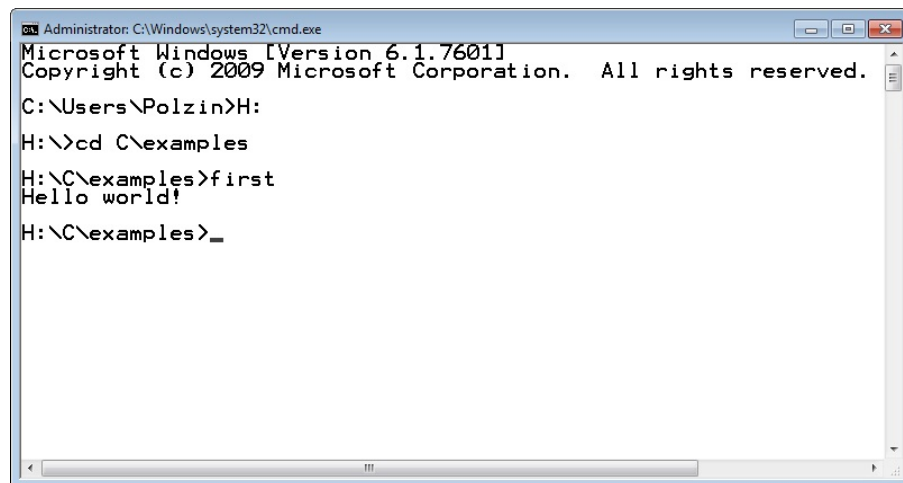 Administrator: C:\Windows\system32\cmd.exe
Microsoft Windows [Version 6.1.7601]
Copyright (c) 2009 Microsoft Corporation.  All rights reserved.
C:\Users\Polzin>H:
H:\>cd C\examples
H:\C\examples>first
Hello world!
H:\C\examples>_